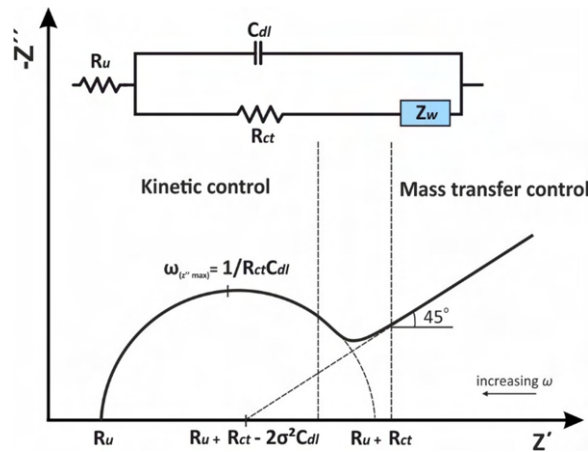 -Z′′
Cdl
Ru
Rct
Zw
Kinetic control
Mass transfer control
ω(z″ max)= 1/RctCdl
45°
increasing ω
Ru
Ru + Rct - 2σ²Cdl
Ru + Rct
Z′